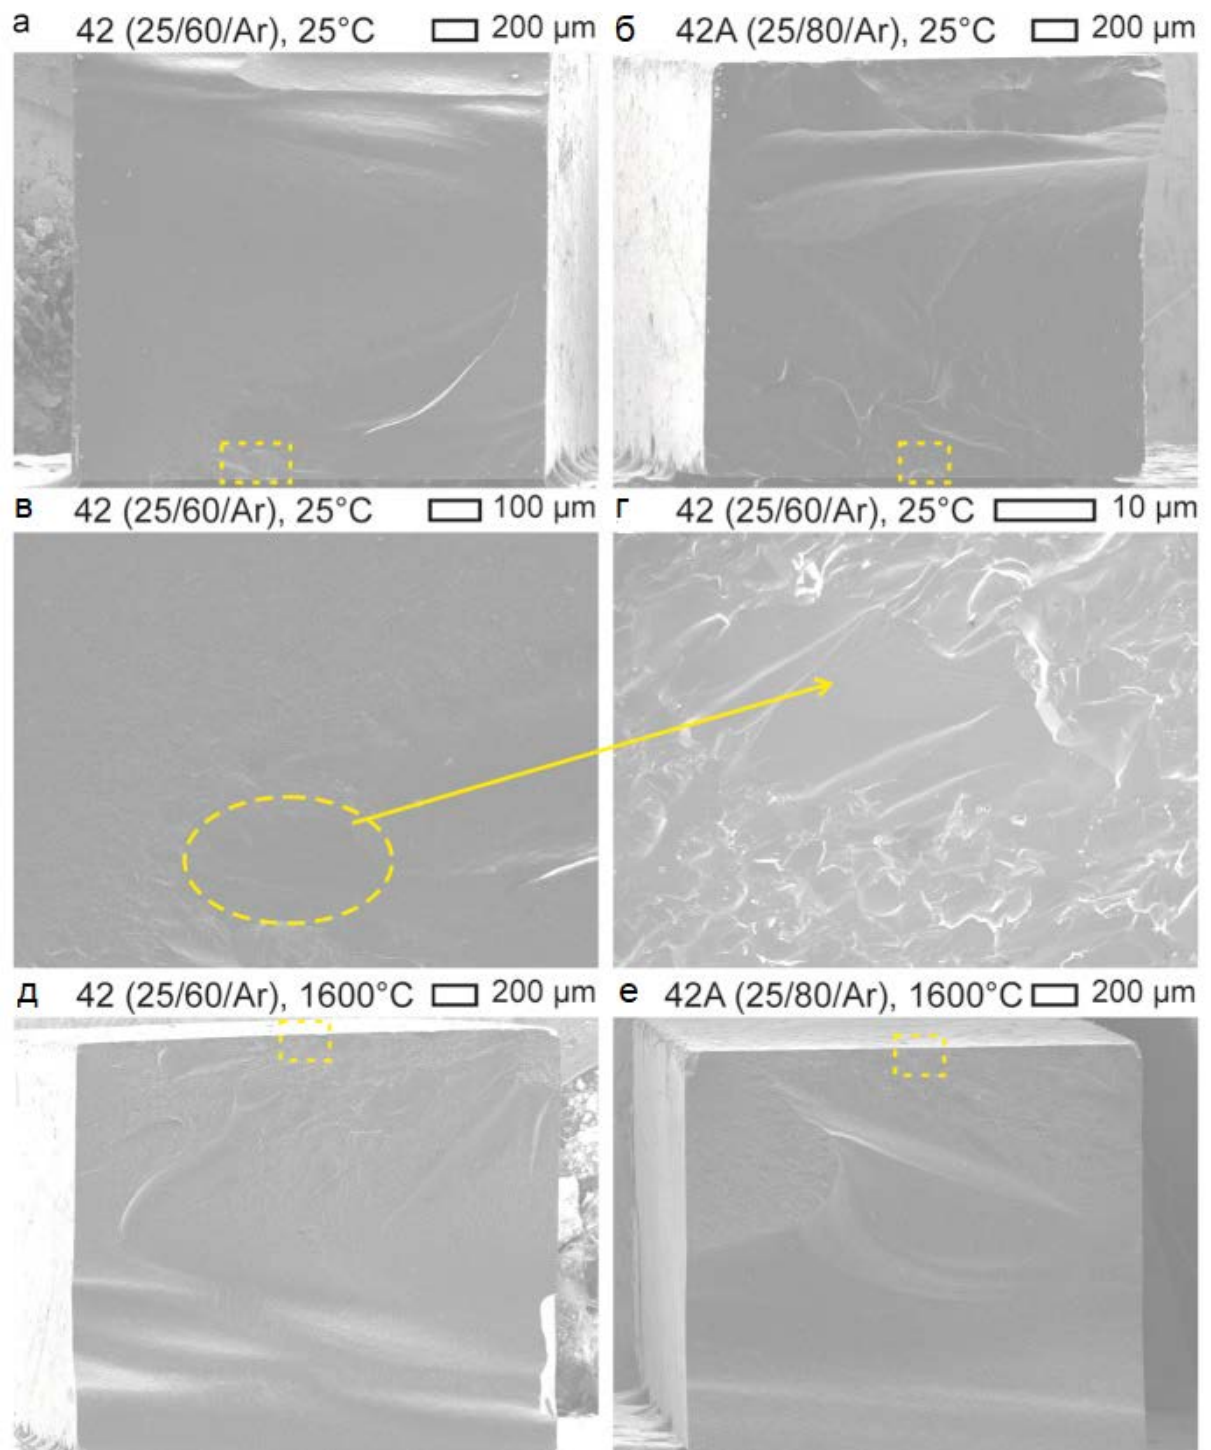 а 42 (25/60/Ar), 25°C 200 µm
б 42A (25/80/Ar), 25°C 200 µm
в 42 (25/60/Ar), 25°C 100 µm
г 42 (25/60/Ar), 25°C 10 µm
д 42 (25/60/Ar), 1600°C 200 µm
е 42A (25/80/Ar), 1600°C 200 µm